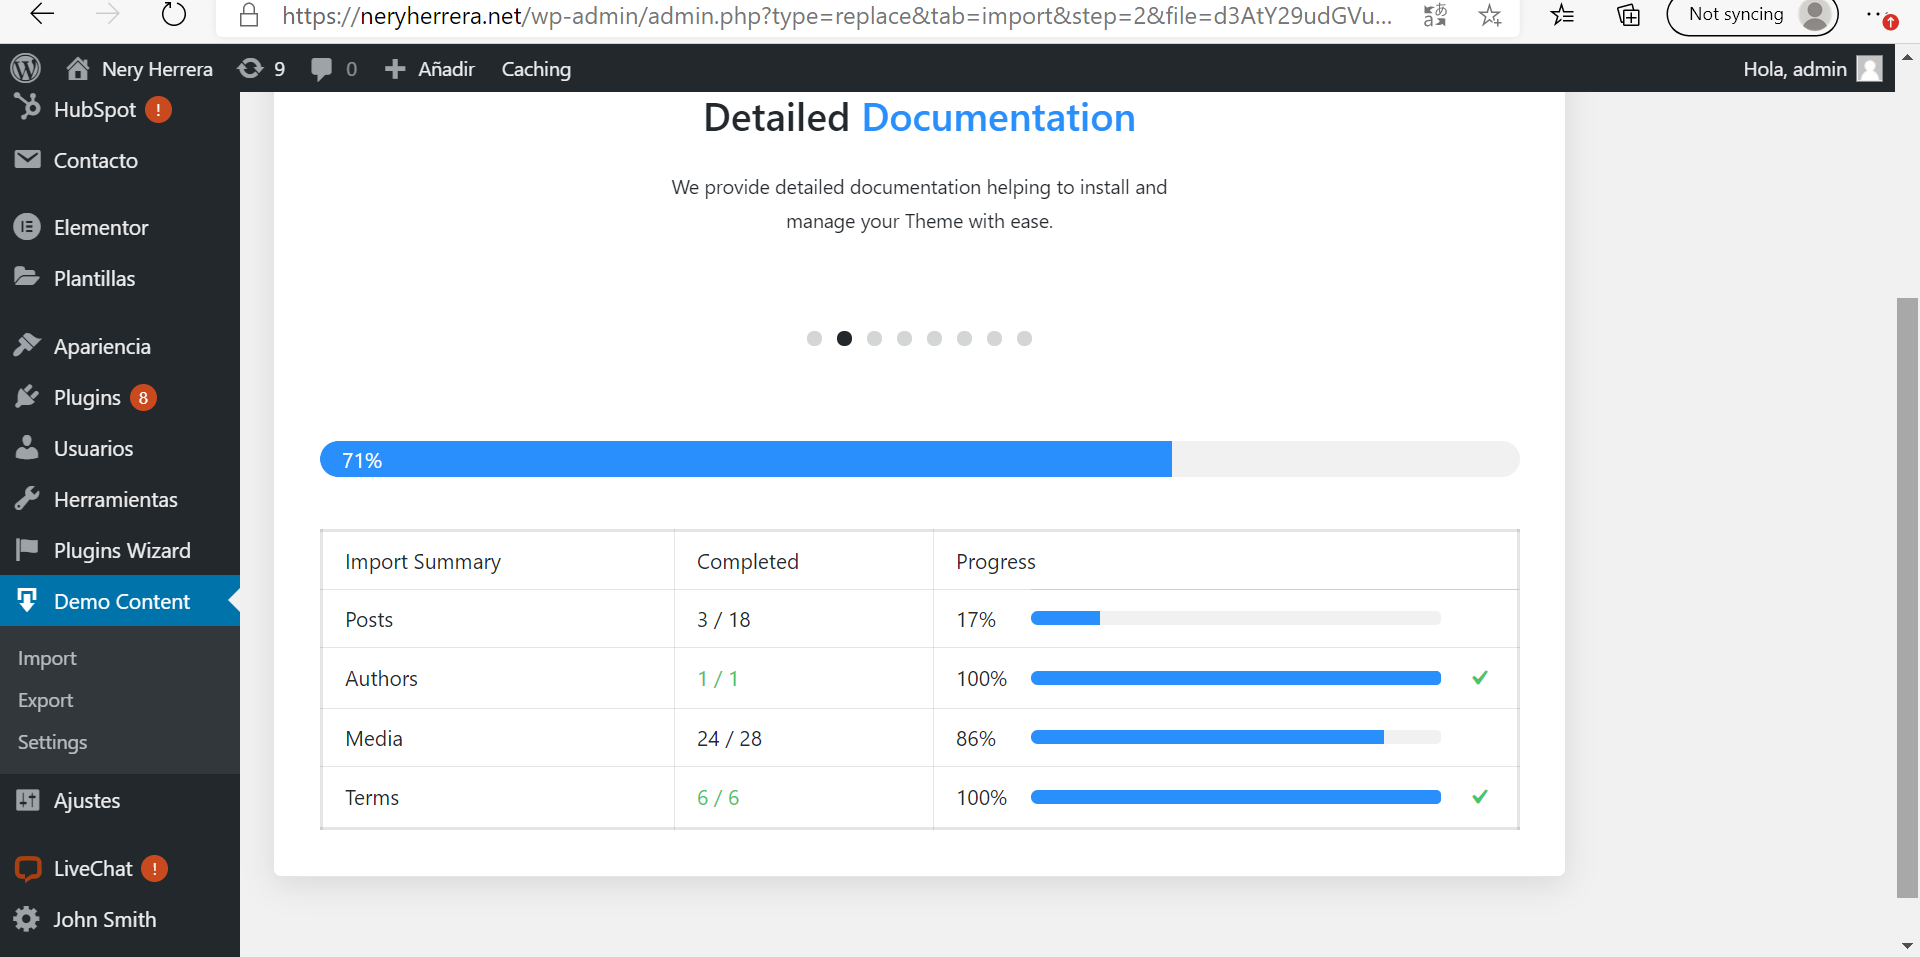 https://neryherrera.net/wp-admin/admin.php?type=replace&tab=import&step=2&file=d3AtY29udGVu...
Not syncing
Nery Herrera
9
0
Añadir
Caching
Hola, admin
HubSpot !
Contacto
Elementor
Plantillas
Apariencia
Plugins 8
Usuarios
Herramientas
Plugins Wizard
Demo Content
Import
Export
Settings
Ajustes
LiveChat !
John Smith
Detailed Documentation
We provide detailed documentation helping to install and
manage your Theme with ease.
71%
Import Summary Completed Progress
Posts 3 / 18 17%
Authors 1 / 1 100%
Media 24 / 28 86%
Terms 6 / 6 100%